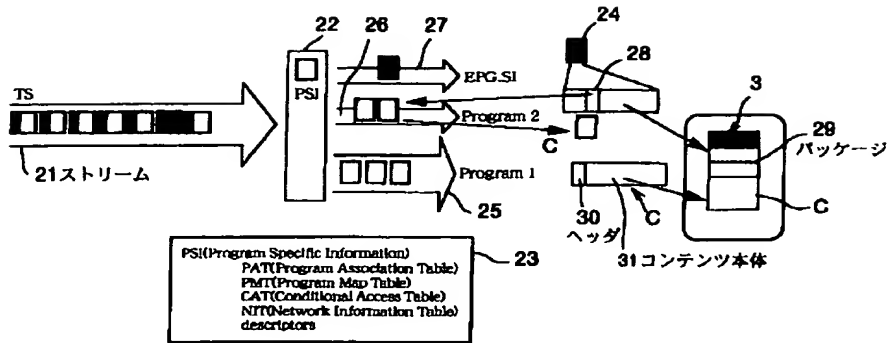 22
26
27
24
28
PSI
EPG.SI
TS
Program 2
3
29
パッケージ
C
21ストリーム
Program 1
25
30
ヘッダ
C
31コンテンツ本体
C
23
PSI(Program Specific Information)
PAT(Program Association Table)
PMT(Program Map Table)
CAT(Conditional Access Table)
NIT(Network Information Table)
descriptors